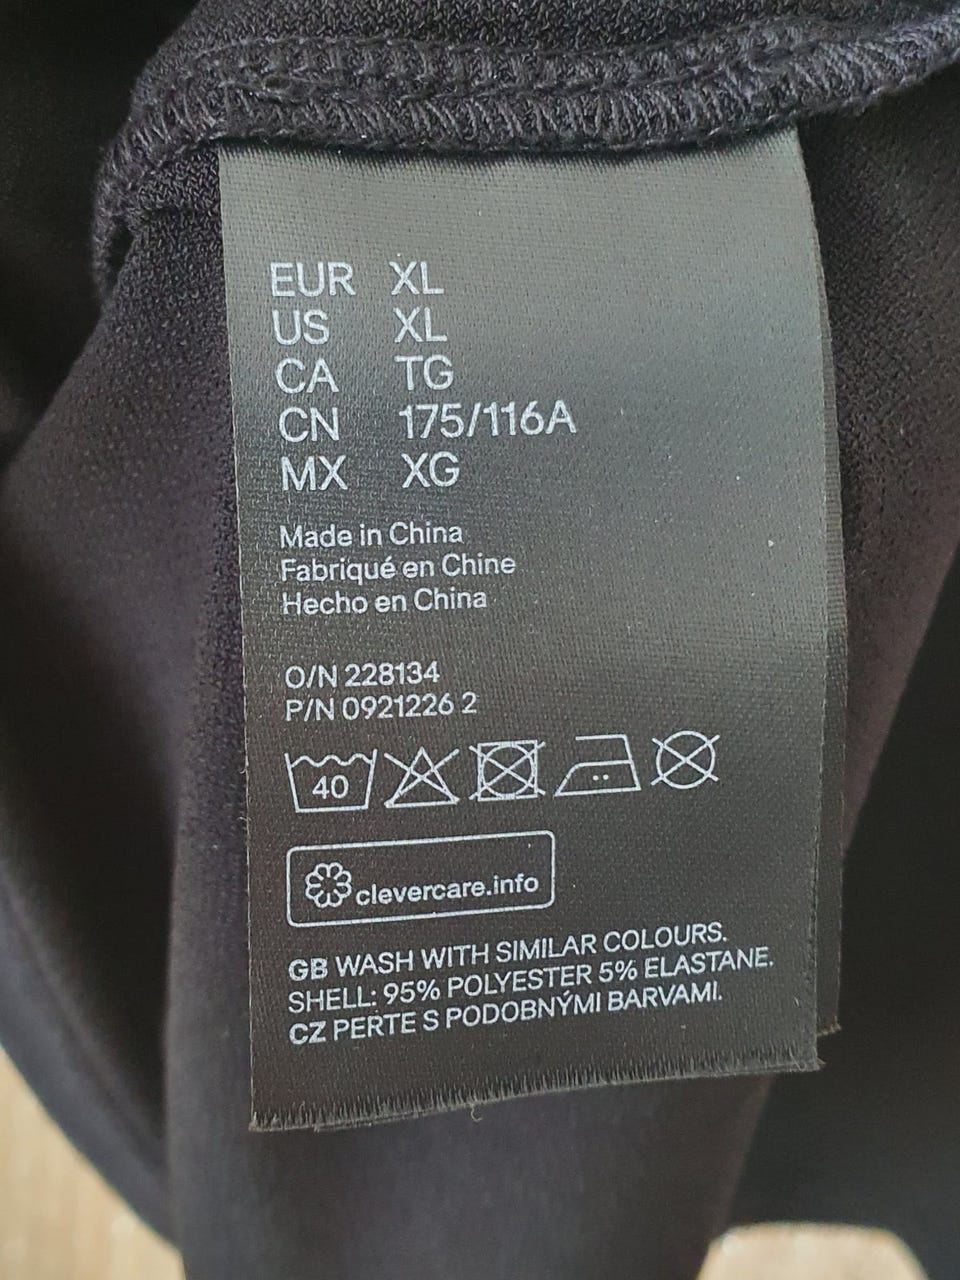 EUR XL
US XL
CA TG
CN 175/116A
MX XG
Made in China
Fabriqué en Chine
Hecho en China
O/N 228134
P/N 0921226 2
40
clevercare.info
GB WASH WITH SIMILAR COLOURS.
SHELL: 95% POLYESTER 5% ELASTANE.
CZ PERTE S PODOBNÝMI BARVAMI.